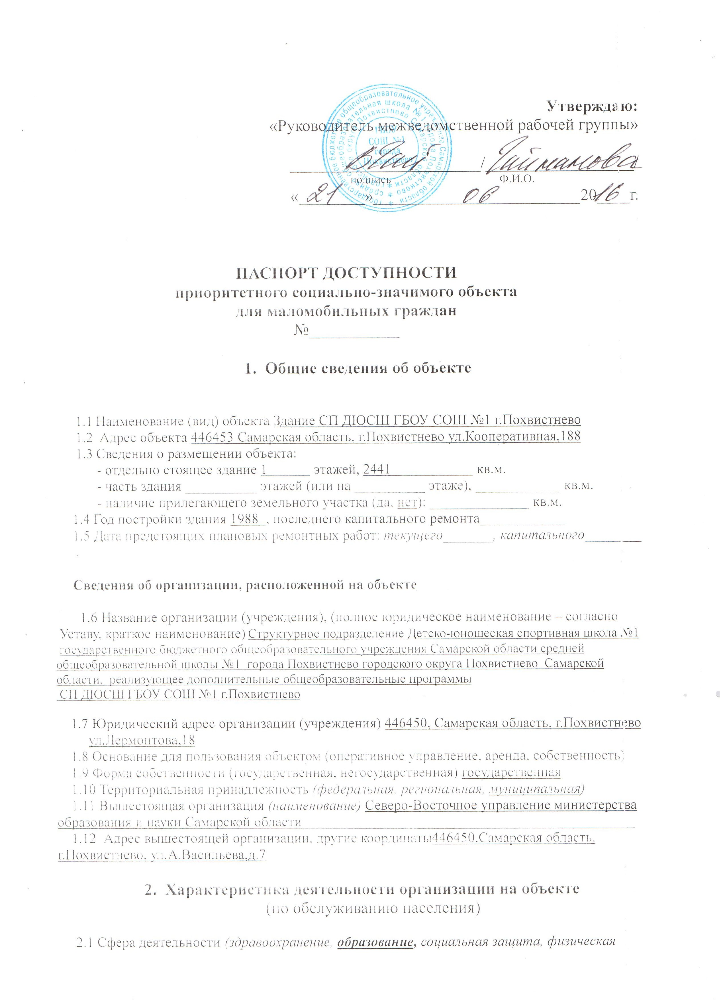 Утверждаю:
«Руководитель межведомственной рабочей группы»
ГБОУ
СОШ №1
города
Похвистнево
/ Гайманова
подпись Ф.И.О.
« 21 » 06 2016 г.
ПАСПОРТ ДОСТУПНОСТИ
приоритетного социально-значимого объекта
для маломобильных граждан
№____________
1. Общие сведения об объекте
1.1 Наименование (вид) объекта Здание СП ДЮСШ ГБОУ СОШ №1 г.Похвистнево
1.2 Адрес объекта 446453 Самарская область, г.Похвистнево ул.Кооперативная,188
1.3 Сведения о размещении объекта:
- отдельно стоящее здание 1______ этажей, 2441____________ кв.м.
- часть здания __________ этажей (или на __________ этаже), ____________ кв.м.
- наличие прилегающего земельного участка (да, нет): ______________ кв.м.
1.4 Год постройки здания 1988_, последнего капитального ремонта____________
1.5 Дата предстоящих плановых ремонтных работ: текущего_______, капитального________
Сведения об организации, расположенной на объекте
1.6 Название организации (учреждения), (полное юридическое наименование – согласно
Уставу, краткое наименование) Структурное подразделение Детско-юношеская спортивная школа №1
государственного бюджетного общеобразовательного учреждения Самарской области средней
общеобразовательной школы №1 города Похвистнево городского округа Похвистнево Самарской
области, реализующее дополнительные общеобразовательные программы
СП ДЮСШ ГБОУ СОШ №1 г.Похвистнево
1.7 Юридический адрес организации (учреждения) 446450, Самарская область, г.Похвистнево
ул.Лермонтова,18
1.8 Основание для пользования объектом (оперативное управление, аренда, собственность)
1.9 Форма собственности (государственная, негосударственная) государственная
1.10 Территориальная принадлежность (федеральная, региональная, муниципальная)
1.11 Вышестоящая организация (наименование) Северо-Восточное управление министерства
образования и науки Самарской области
1.12 Адрес вышестоящей организации, другие координаты446450,Самарская область,
г.Похвистнево, ул.А.Васильева,д.7
2. Характеристика деятельности организации на объекте
(по обслуживанию населения)
2.1 Сфера деятельности (здравоохранение, образование, социальная защита, физическая